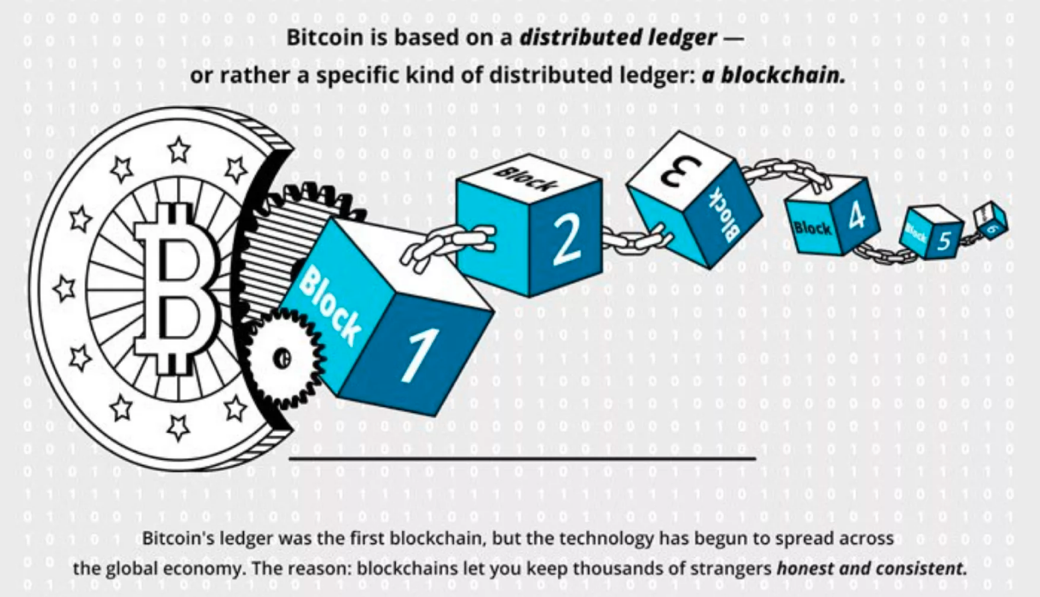 Bitcoin is based on a distributed ledger —
or rather a specific kind of distributed ledger: a blockchain.
Block
1
Block
2
3
Block
Block
4
Block
5
6
Bitcoin's ledger was the first blockchain, but the technology has begun to spread across
the global economy. The reason: blockchains let you keep thousands of strangers honest and consistent.